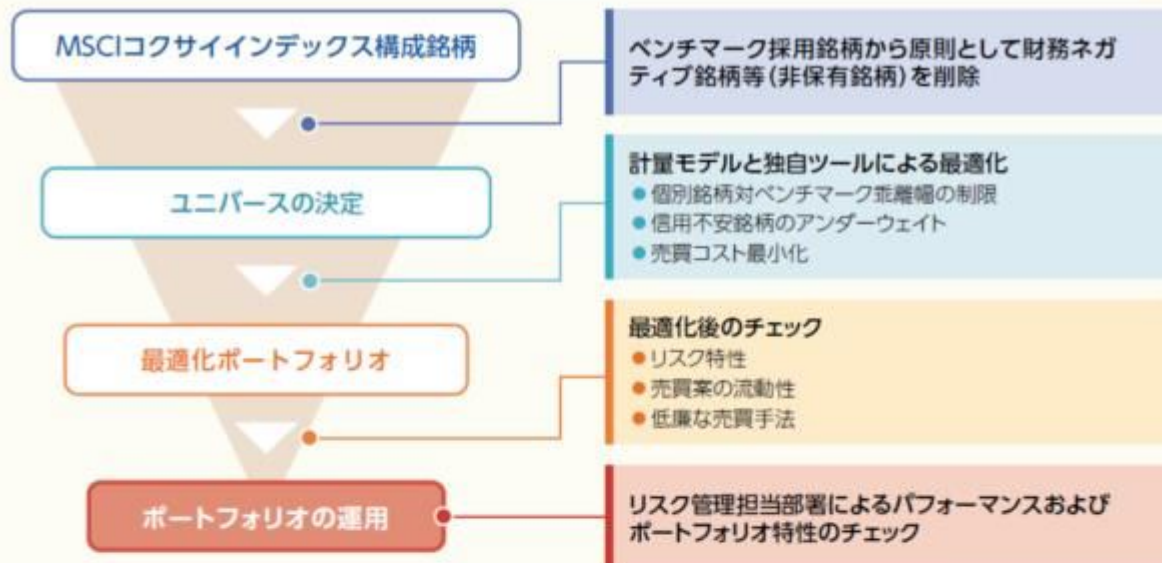 MSCIコクサイインデックス構成銘柄
ベンチマーク採用銘柄から原則として財務ネガ
ティブ銘柄等(非保有銘柄)を削除
ユニバースの決定
計量モデルと独自ツールによる最適化
●個別銘柄対ベンチマーク乖離幅の制限
●信用不安銘柄のアンダーウェイト
●売買コスト最小化
最適化ポートフォリオ
最適化後のチェック
●リスク特性
●売買案の流動性
●低廉な売買手法
ポートフォリオの運用
リスク管理担当部署によるパフォーマンスおよび
ポートフォリオ特性のチェック